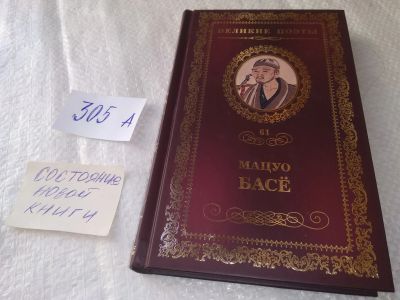 ВЕЛИКИЕ ПОЭТЫ
61
МАЦУО
БАСЁ
305 А
СОСТОЯНИЕ
НОВОЙ
КНИГИ